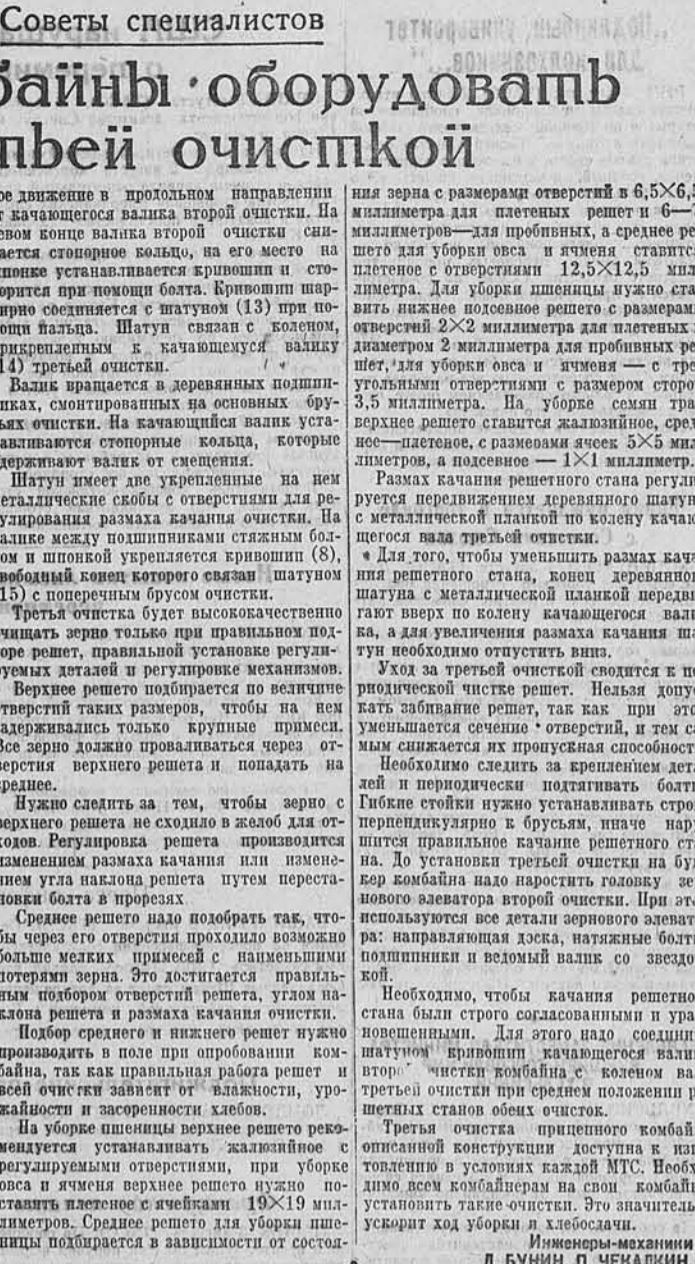 Советы специалистов
байны оборудовать
тьей очисткой
ое движение в продольном направлении
т качающегося валика второй очистки. На
евом конце валика второй очистки сни-
ается стопорное кольцо, на его место на
понке устанавливается кривошип и сто-
орится при помощи болта. Кривошип шар-
ирно соединяется с шатуном (13) при по-
ощи пальца. Шатун связан с коленом,
рикрепленным к качающемуся валику
14) третьей очистки.
Валик вращается в деревянных подшип-
иках, смонтированных на основных бру-
ьях очистки. На качающийся валик уста-
авливаются стопорные кольца, которые
держивают валик от смещения.
Шатун имеет две укрепленные на нем
еталлические скобы с отверстиями для ре-
улирования размаха качания очистки. На
алике между подшипниками стяжным бол-
ом и шпонкой укрепляется кривошип (8),
вободный конец которого связан шатуном
15) с поперечным брусом очистки.
Третья очистка будет высококачественно
чищать зерно только при правильном под-
оре решет, правильной установке регули-
уемых деталей и регулировке механизмов.
Верхнее решето подбирается по величине
отверстий таких размеров, чтобы на нем
задерживались только крупные примеси.
Все зерно должно проваливаться через от-
верстия верхнего решета и попадать на
среднее.
Нужно следить за тем, чтобы зерно с
верхнего решета не сходило в желоб для от-
ходов. Регулировка решета производится
изменением размаха качания или измене-
нием угла наклона решета путем переста-
новки болта в прорезях
Среднее решето надо подобрать так, что-
бы через его отверстия проходило возможно
больше мелких примесей с наименьшими
потерями зерна. Это достигается правиль-
ным подбором отверстий решета, углом на-
клона решета и размаха качания очистки.
Подбор среднего и нижнего решет нужно
производить в поле при опробовании ком-
байна, так как правильная работа решет и
всей очистки зависит от влажности, уро-
жайности и засоренности хлебов.
На уборке пшеницы верхнее решето реко-
мендуется устанавливать жалюзийное с
регулируемыми отверстиями, при уборке
овса и ячменя верхнее решето нужно по-
ставить плетеное с ячейками 19×19 мил-
лиметров. Среднее решето для уборки пше-
ницы подбирается в зависимости от состоя-
ния зерна с размерами отверстий в 6,5×6,5
миллиметра для плетеных решет и 6—
миллиметров—для пробивных, а среднее ре
шето для уборки овса и ячменя ставитс
плетеное с отверстиями 12,5×12,5 мил
лиметра. Для уборки пшеницы нужно ста
вить нижнее подсевное решето с размерам
отверстий 2×2 миллиметра для плетеных
диаметром 2 миллиметра для пробивных ре
шет, для уборки овса и ячменя — с тре
угольными отверстиями с размером сторо
3,5 миллиметра. На уборке семян тра
верхнее решето ставится жалюзийное, сред
нее—плетеное, с размерами ячеек 5×5 мил
лиметров, а подсевное — 1×1 миллиметр.
Размах качания решетного стана регули
руется передвижением деревянного шатун
с металлической планкой по колену качаю
щегося вала третьей очистки.
Для того, чтобы уменьшить размах кача
ния решетного стана, конец деревянног
шатуна с металлической планкой передви
гают вверх по колену качающегося вали
ка, а для увеличения размаха качания ша
тун необходимо отпустить вниз.
Уход за третьей очисткой сводится к пе
риодической чистке решет. Нельзя допус
кать забивание решет, так как при это
уменьшается сечение отверстий, и тем са
мым снижается их пропускная способност
Необходимо следить за креплением дета
лей и периодически подтягивать болты
Гибкие стойки нужно устанавливать стро
перпендикулярно к брусьям, иначе нару
шится правильное качание решетного ста
на. До установки третьей очистки на бун
кер комбайна надо наростить головку зе
нового элеватора второй очистки. При это
используются все детали зернового элеват
ра: направляющая доска, натяжные болты
подшипники и ведомый валик со звездо
кой.
Необходимо, чтобы качания решетно
стана были строго согласованными и ура
новешенными. Для этого надо соедини
шатуном кривошип качающегося вали
второ чистки комбайна с коленом ва
третьей очистки при среднем положении р
шетных станов обеих очисток.
Третья очистка прицепного комбай
описанной конструкции доступна к изг
товлению в условиях каждой МТС. Необх
димо всем комбайнерам на свои комбайн
установить такие очистки. Это значитель
ускорит ход уборки и хлебосдачи.
Инженеры-механики
Л. БУНИН, П. ЧЕКАЛКИН